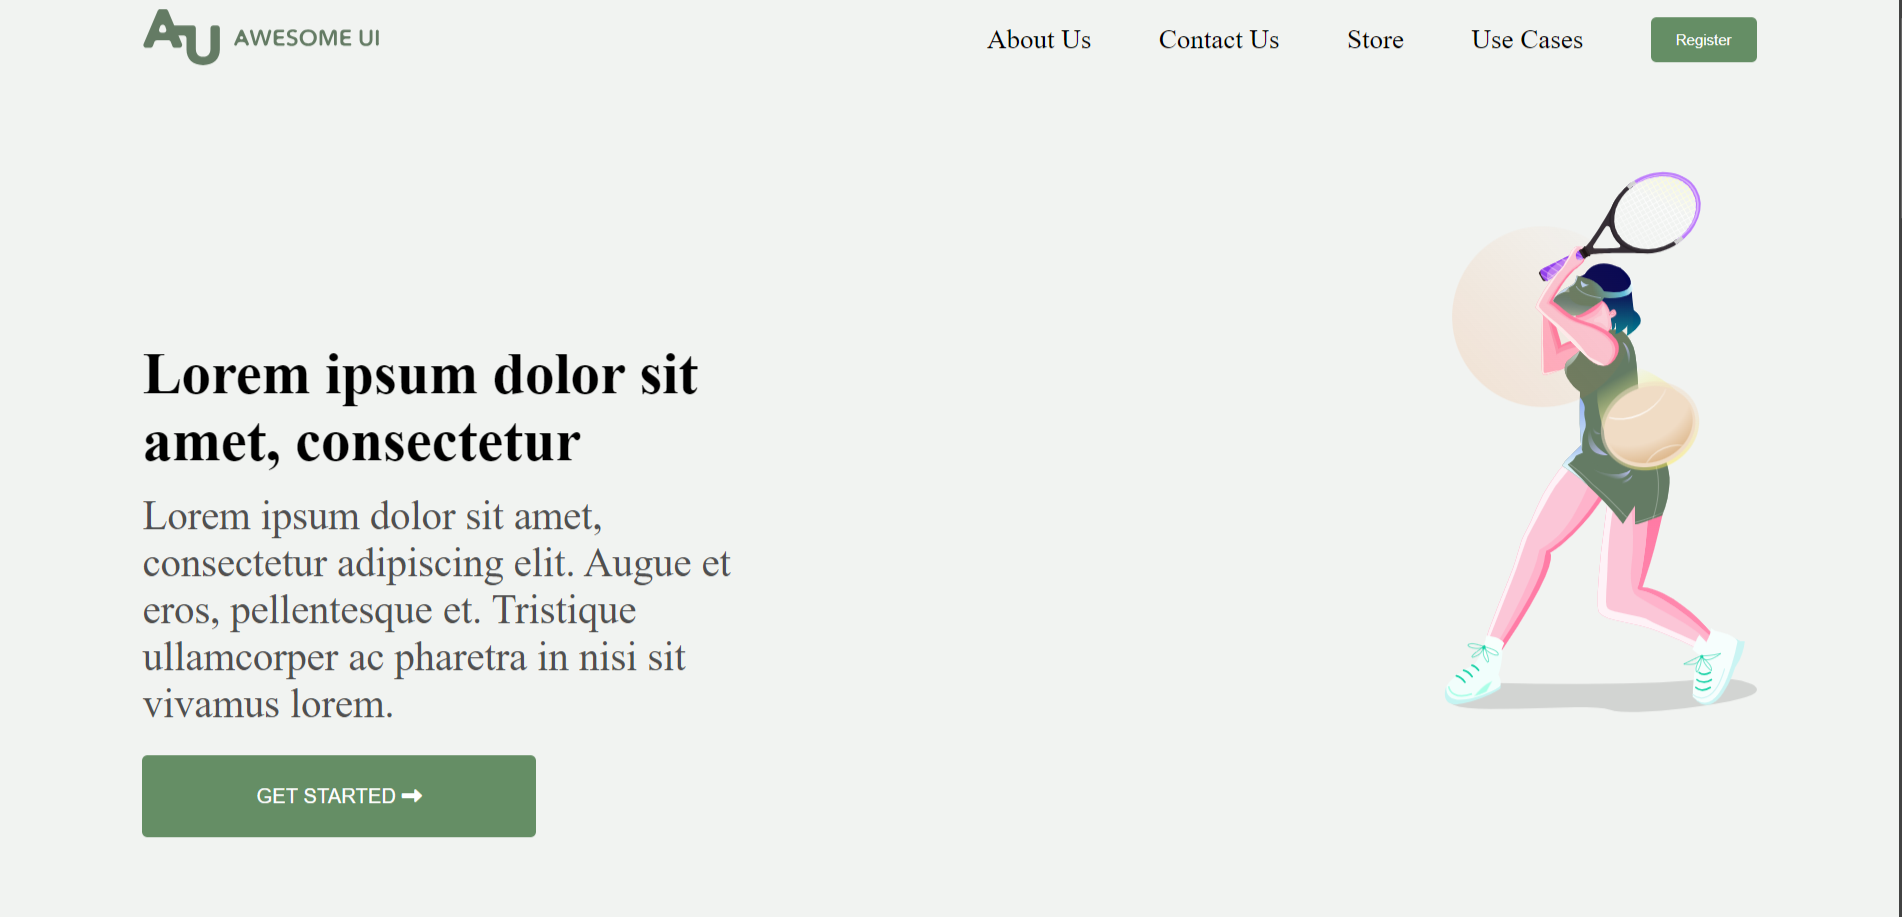 AU AWESOME UI
About Us Contact Us Store Use Cases Register
Lorem ipsum dolor sit
amet, consectetur
Lorem ipsum dolor sit amet,
consectetur adipiscing elit. Augue et
eros, pellentesque et. Tristique
ullamcorper ac pharetra in nisi sit
vivamus lorem.
GET STARTED